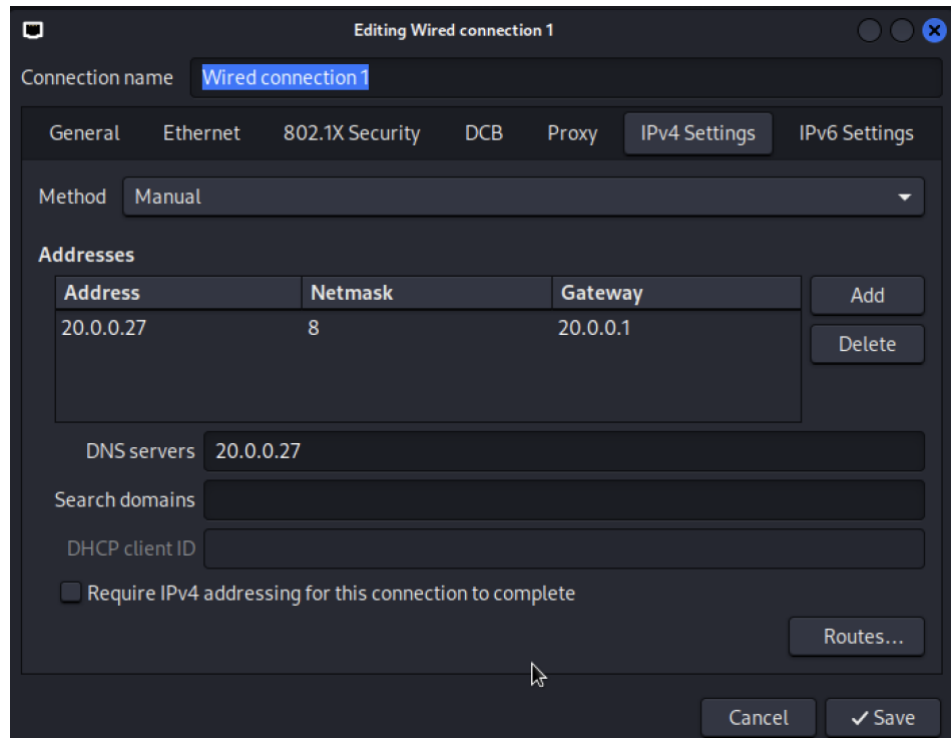 Editing Wired connection 1
Connection name Wired connection 1
General Ethernet 802.1X Security DCB Proxy IPv4 Settings IPv6 Settings
Method Manual
Addresses
Address Netmask Gateway Add
20.0.0.27 8 20.0.0.1
Delete
DNS servers 20.0.0.27
Search domains
DHCP client ID
Require IPv4 addressing for this connection to complete
Routes...
Cancel Save